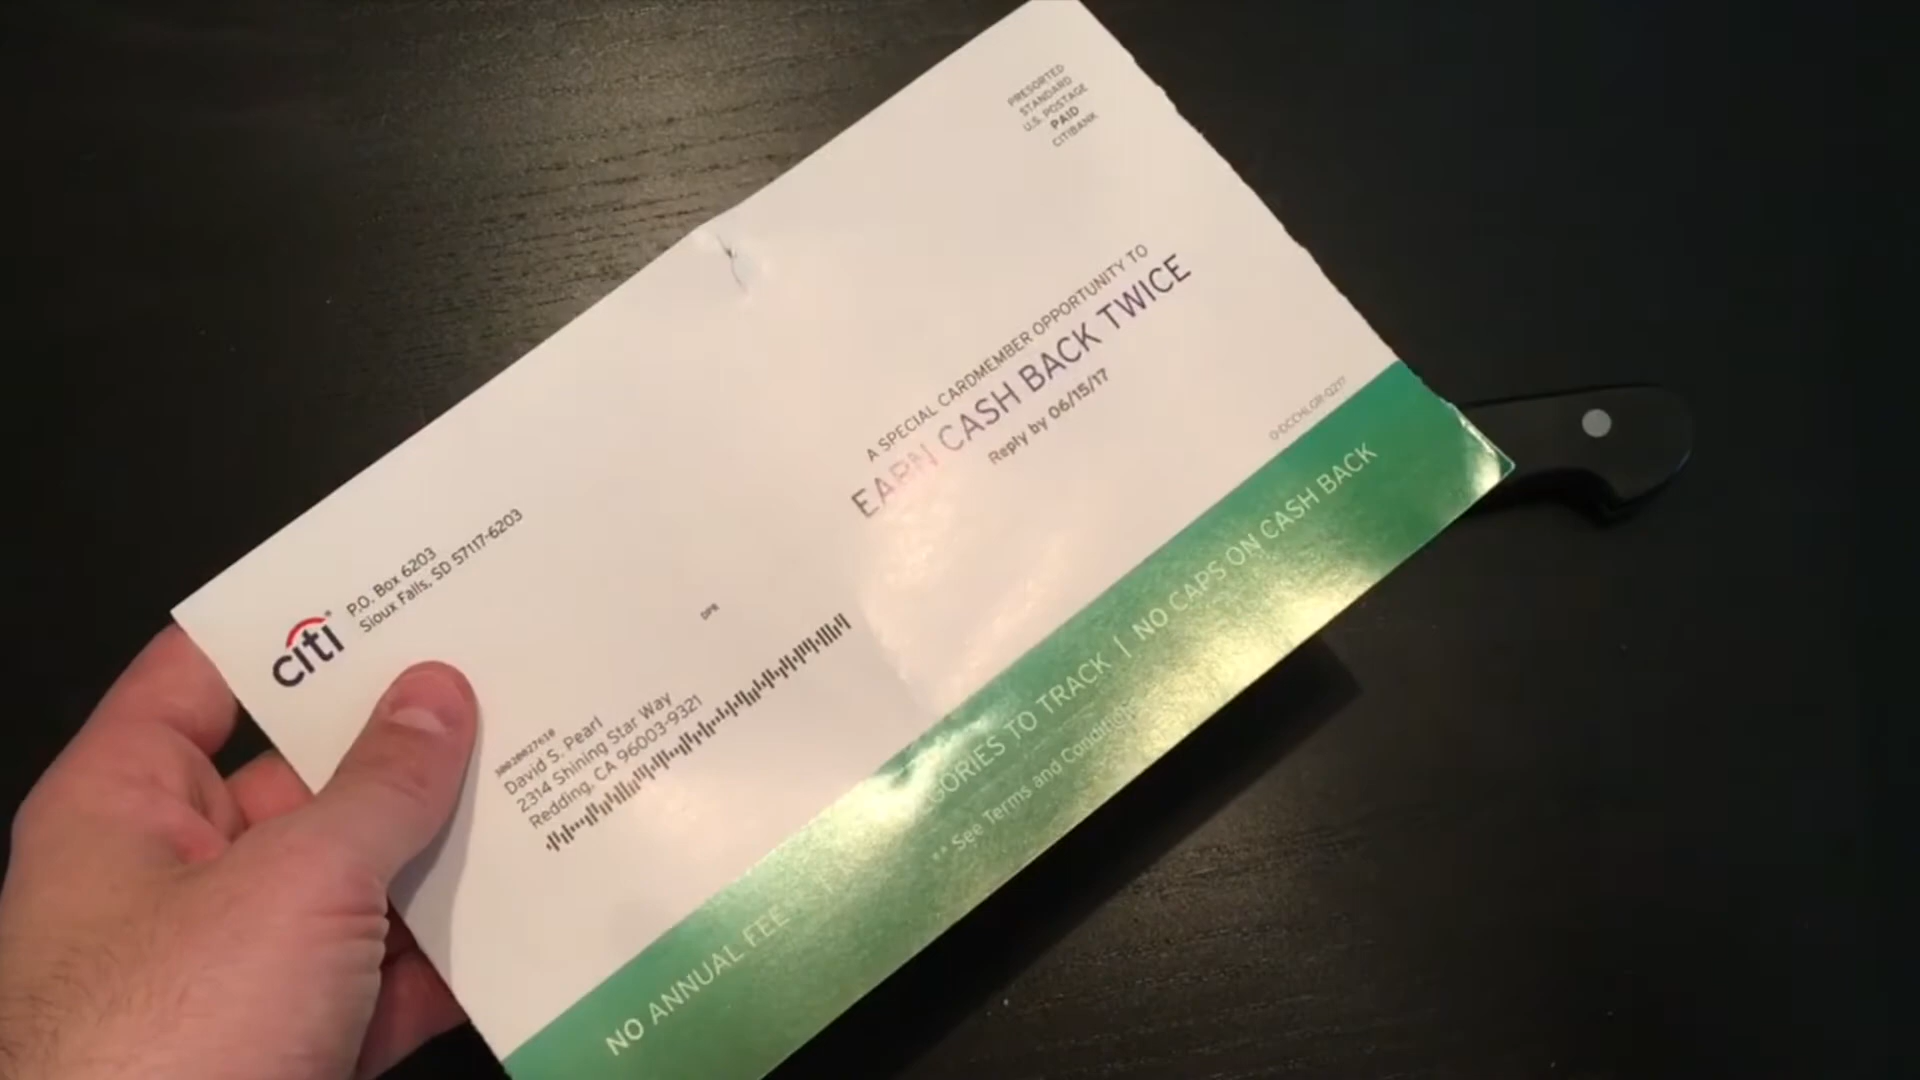 PRESORTED
STANDARD
U.S. POSTAGE
PAID
CITIBANK
A SPECIAL CARDMEMBER OPPORTUNITY TO
EARN CASH BACK TWICE
Reply by 06/15/17
citi®
P.O. Box 6203
Sioux Falls, SD 57117-6203
DPB
David S. Pearl
2314 Shining Star Way
Redding, CA 96003-9321
NO ANNUAL FEE
TO TRACK | NO CAPS ON CASH BACK
** See Terms and Conditions